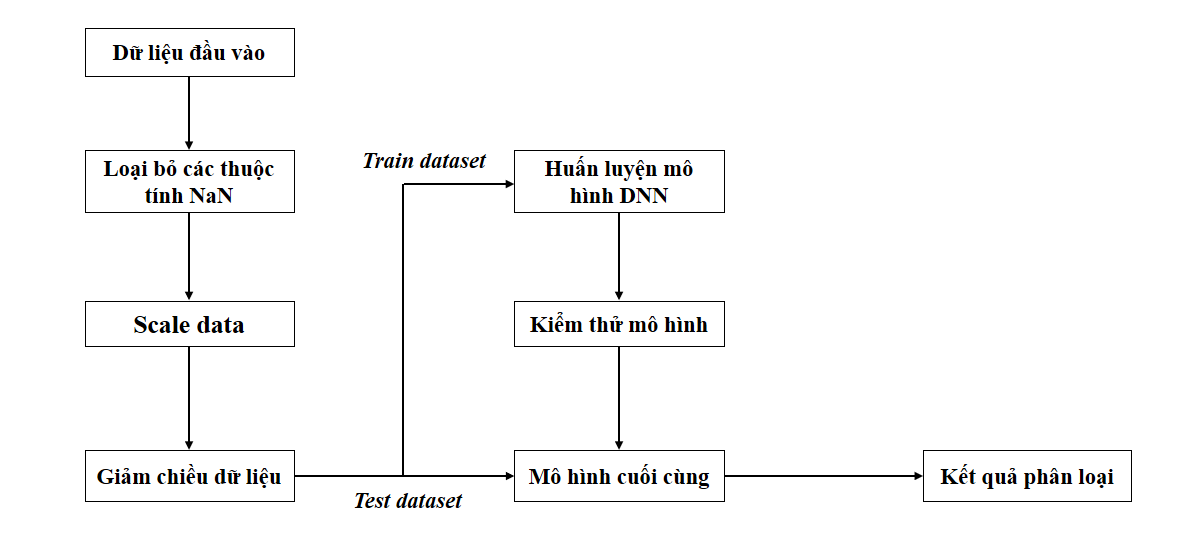 Dữ liệu đầu vào
Loại bỏ các thuộc
tính NaN
Scale data
Giảm chiều dữ liệu
Train dataset
Test dataset
Huấn luyện mô
hình DNN
Kiểm thử mô hình
Mô hình cuối cùng
Kết quả phân loại